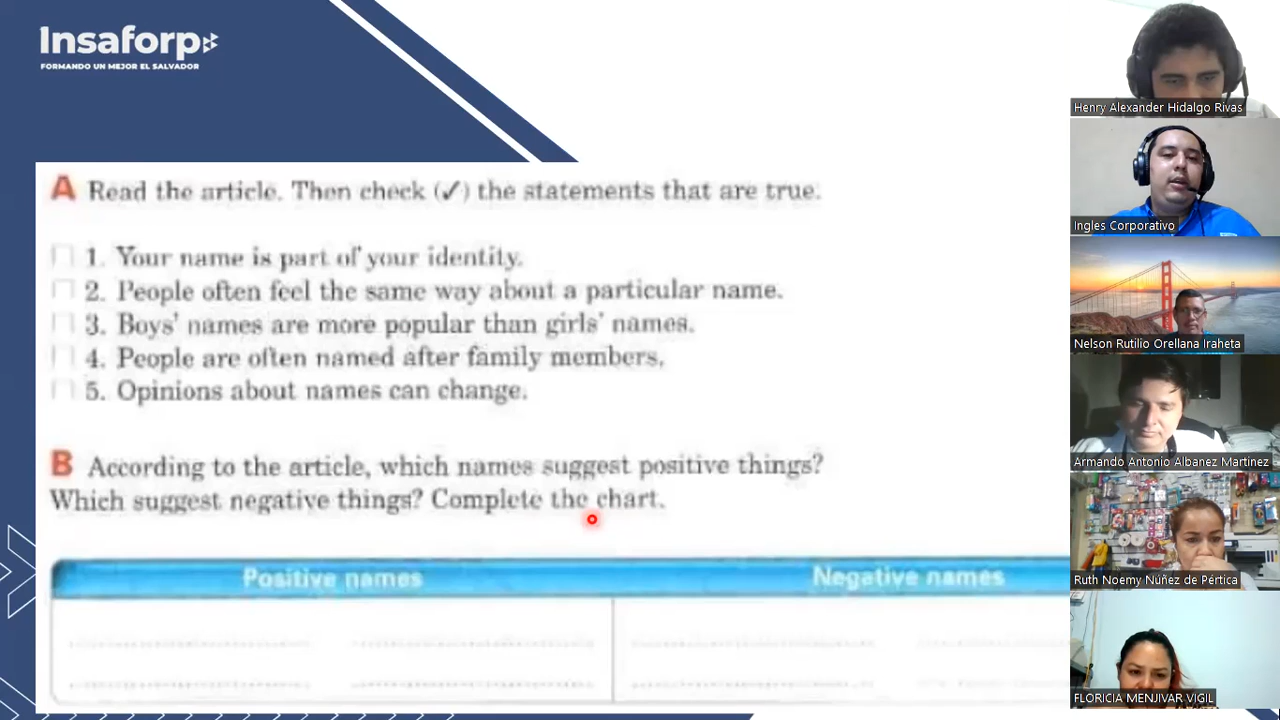 Insaforp
FORMANDO UN MEJOR EL SALVADOR
A Read the article. Then check (✓) the statements that are true.
1. Your name is part of your identity.
2. People often feel the same way about a particular name.
3. Boys' names are more popular than girls' names.
4. People are often named after family members.
5. Opinions about names can change.
B According to the article, which names suggest positive things?
Which suggest negative things? Complete the chart.
Positive names
Negative names
Henry Alexander Hidalgo Rivas
Ingles Corporativo
Nelson Rutilio Orellana Iraheta
Armando Antonio Albanez Martinez
Ruth Noemy Núñez de Pértica
FLORICIA MENJIVAR VIGIL